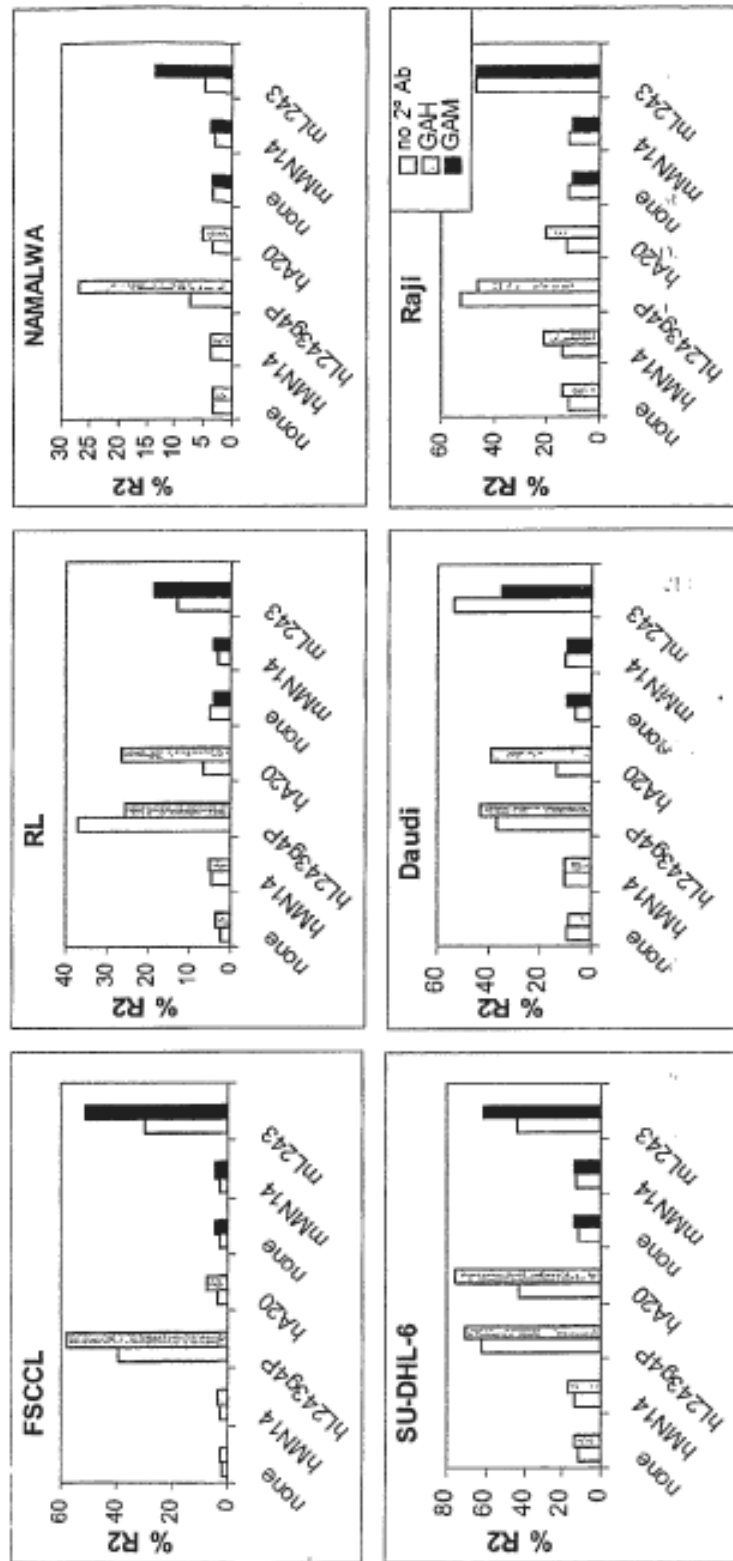 FSCCL
% R2
60
40
20
0
none
hMN14
hL243g4P
hA20
none
mMN14
mL243
RL
% R2
40
30
20
10
0
none
hMN14
hL243g4P
hA20
none
mMN14
mL243
NAMALWA
% R2
30
25
20
15
10
5
0
none
hMN14
hL243g4P
hA20
none
mMN14
mL243
SU-DHL-6
% R2
80
60
40
20
0
none
hMN14
hL243g4P
hA20
none
mMN14
mL243
Daudi
% R2
60
40
20
0
none
hMN14
hL243g4P
hA20
none
mMN14
mL243
Raji
% R2
60
40
20
0
none
hMN14
hL243g4P
hA20
none
mMN14
mL243
no 2° Ab
GAH
GAM